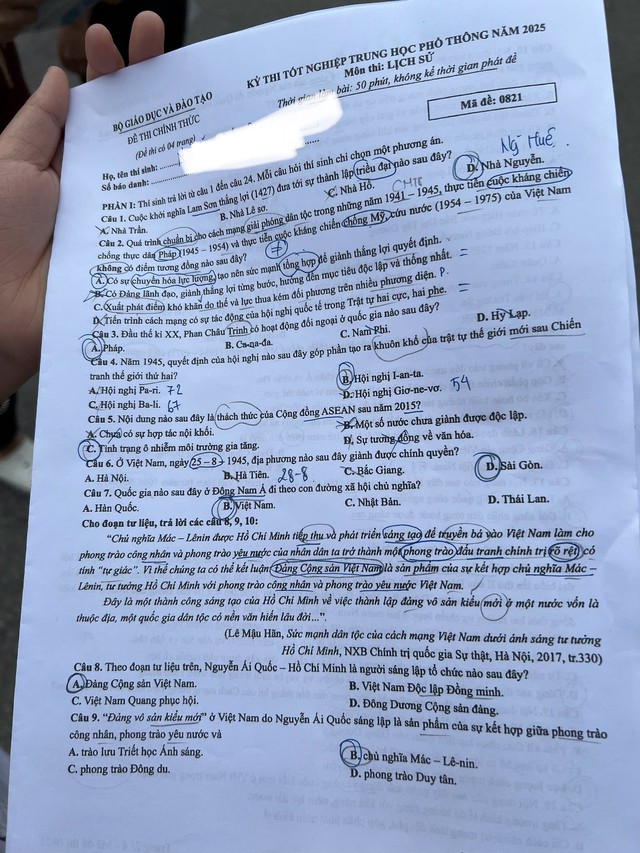 KỲ THI TỐT NGHIỆP TRUNG HỌC PHỔ THÔNG NĂM 2025
BỘ GIÁO DỤC VÀ ĐÀO TẠO
Môn thi: LỊCH SỬ
ĐỀ THI CHÍNH THỨC
Thời gian làm bài: 50 phút, không kể thời gian phát đề
(Đề thi có 04 trang)
Mã đề: 0821
Họ, tên thí sinh:
Số báo danh:
PHẦN I: Thí sinh trả lời từ câu 1 đến câu 24. Mỗi câu hỏi thí sinh chỉ chọn một phương án.
Ng Huệ
Câu 1. Cuộc khởi nghĩa Lam Sơn thắng lợi (1427) đưa tới sự thành lập triều đại nào sau đây?
A. Nhà Trần. B. Nhà Lê sơ. C. Nhà Hồ. D. Nhà Nguyễn.
Câu 2. Quá trình chuẩn bị cho cách mạng giải phóng dân tộc trong những năm 1941 – 1945, thực tiễn cuộc kháng chiến
chống thực dân Pháp (1945 – 1954) và thực tiễn cuộc kháng chiến chống Mỹ, cứu nước (1954 – 1975) của Việt Nam
không có điểm tương đồng nào sau đây?
A. Có sự chuyển hóa lực lượng, tạo nên sức mạnh tổng hợp để giành thắng lợi quyết định.
B. Có Đảng lãnh đạo, giành thắng lợi từng bước, hướng đến mục tiêu độc lập và thống nhất. =
C. Xuất phát điểm khó khăn do thế và lực thua kém đối phương trên nhiều phương diện. P.
D. Tiến trình cách mạng có sự tác động của hội nghị quốc tế trong Trật tự hai cực, hai phe. =
Câu 3. Đầu thế kỉ XX, Phan Châu Trinh có hoạt động đối ngoại ở quốc gia nào sau đây?
A. Pháp. B. Ca-na-đa. C. Nam Phi. D. Hy Lạp.
Câu 4. Năm 1945, quyết định của hội nghị nào sau đây góp phần tạo ra khuôn khổ của trật tự thế giới mới sau Chiến
tranh thế giới thứ hai?
A. Hội nghị Pa-ri. 72 B. Hội nghị I-an-ta.
C. Hội nghị Ba-li. 67 D. Hội nghị Giơ-ne-vơ. 54
Câu 5. Nội dung nào sau đây là thách thức của Cộng đồng ASEAN sau năm 2015?
A. Chưa có sự hợp tác nội khối. B. Một số nước chưa giành được độc lập.
C. Tình trạng ô nhiễm môi trường gia tăng. D. Sự tương đồng về văn hóa.
Câu 6. Ở Việt Nam, ngày 25 – 8 – 1945, địa phương nào sau đây giành được chính quyền?
A. Hà Nội. B. Hà Tiên. 28-8 C. Bắc Giang. D. Sài Gòn.
Câu 7. Quốc gia nào sau đây ở Đông Nam Á đi theo con đường xã hội chủ nghĩa?
A. Hàn Quốc. B. Việt Nam. C. Nhật Bản. D. Thái Lan.
Cho đoạn tư liệu, trả lời các câu 8, 9, 10:
"Chủ nghĩa Mác – Lênin được Hồ Chí Minh tiếp thu và phát triển sáng tạo để truyền bá vào Việt Nam làm cho
phong trào công nhân và phong trào yêu nước của nhân dân ta trở thành một phong trào đấu tranh chính trị rõ rệt, có
tính "tự giác". Vì thế chúng ta có thể kết luận: Đảng Cộng sản Việt Nam là sản phẩm của sự kết hợp chủ nghĩa Mác –
Lênin, tư tưởng Hồ Chí Minh với phong trào công nhân và phong trào yêu nước Việt Nam.
Đây là một thành công sáng tạo của Hồ Chí Minh về việc thành lập đảng vô sản kiểu mới ở một nước vốn là
thuộc địa, một quốc gia dân tộc có nền văn hiến lâu đời...".
(Lê Mậu Hãn, Sức mạnh dân tộc của cách mạng Việt Nam dưới ánh sáng tư tưởng
Hồ Chí Minh, NXB Chính trị quốc gia Sự thật, Hà Nội, 2017, tr.330)
Câu 8. Theo đoạn tư liệu trên, Nguyễn Ái Quốc – Hồ Chí Minh là người sáng lập tổ chức nào sau đây?
A. Đảng Cộng sản Việt Nam. B. Việt Nam Độc lập Đồng minh.
C. Việt Nam Quang phục hội. D. Đông Dương Cộng sản đảng.
Câu 9. "Đảng vô sản kiểu mới" ở Việt Nam do Nguyễn Ái Quốc sáng lập là sản phẩm của sự kết hợp giữa phong trào
công nhân, phong trào yêu nước và
A. trào lưu Triết học Ánh sáng. B. chủ nghĩa Mác – Lê-nin.
C. phong trào Đông du. D. phong trào Duy tân.